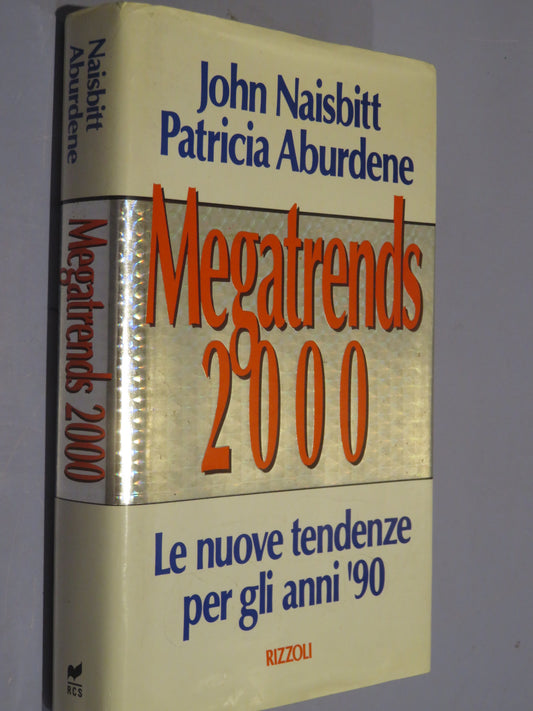 Naisbitt
Aburdene
Megatrends 2000
RCS
John Naisbitt
Patricia Aburdene
Megatrends
2000
Le nuove tendenze
per gli anni '90
RIZZOLI